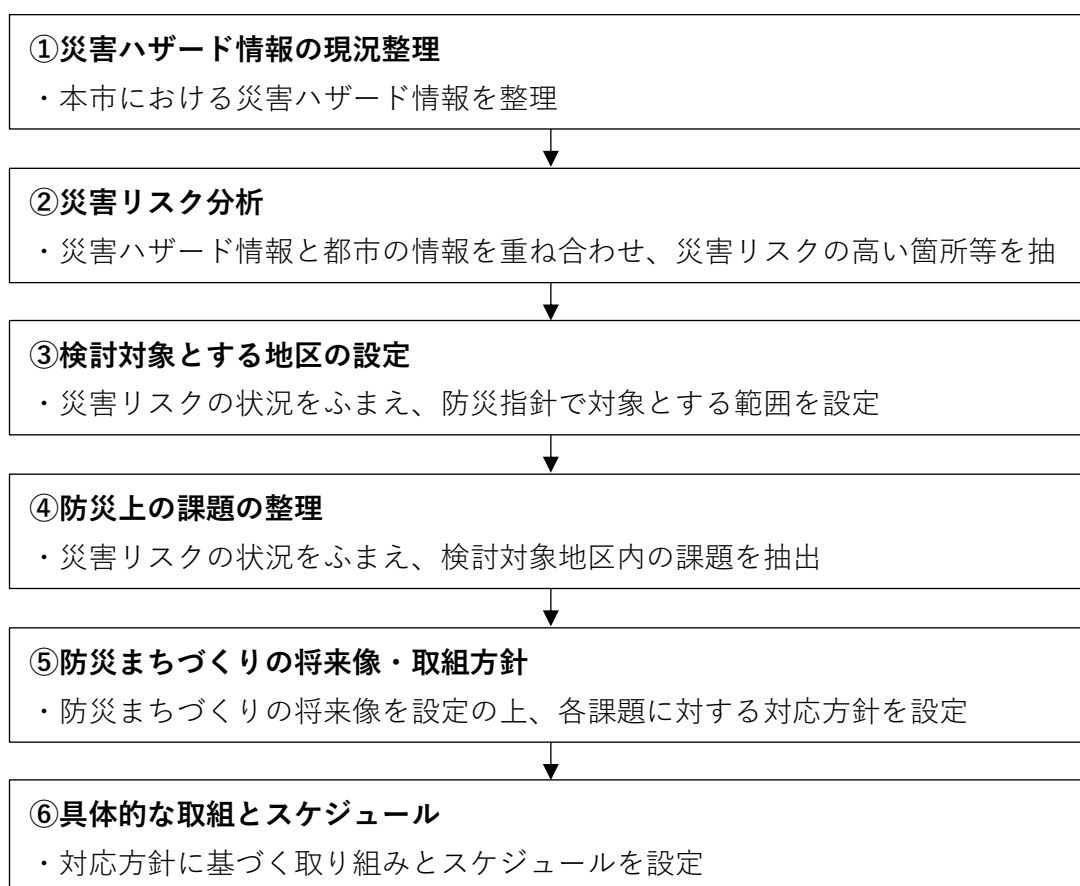 ①災害ハザード情報の現況整理
・本市における災害ハザード情報を整理
②災害リスク分析
・災害ハザード情報と都市の情報を重ね合わせ、災害リスクの高い箇所等を抽
③検討対象とする地区の設定
・災害リスクの状況をふまえ、防災指針で対象とする範囲を設定
④防災上の課題の整理
・災害リスクの状況をふまえ、検討対象地区内の課題を抽出
⑤防災まちづくりの将来像・取組方針
・防災まちづくりの将来像を設定の上、各課題に対する対応方針を設定
⑥具体的な取組とスケジュール
・対応方針に基づく取り組みとスケジュールを設定